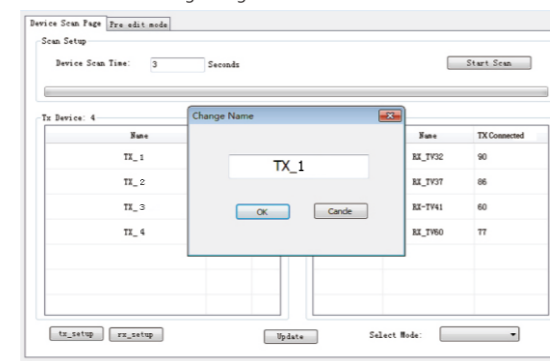 Device Scan Page Pre edit mode
Scan Setup
Device Scan Time: 3 Seconds Start Scan
Tx Device: 4
Change Name
TX_1
OK Cancle
Name Name TX Connected
TX_1 RX_TV32 90
TX_2 RX_TV37 86
TX_3 RX-TV41 60
TX_4 RX_TV60 77
tx_setup rx_setup Update Select Mode: